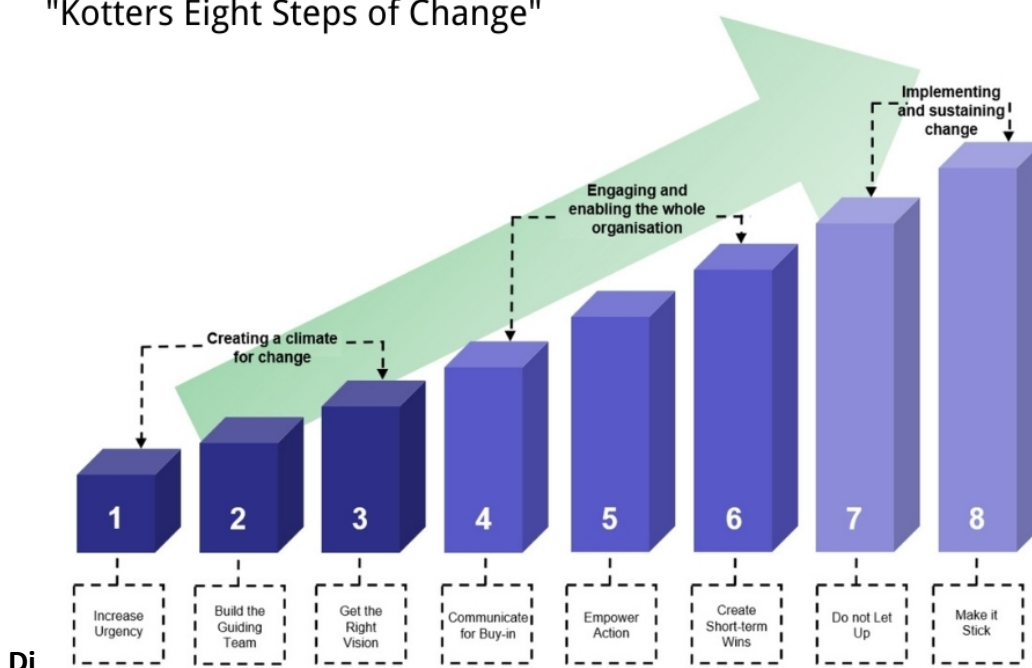 "Kotters Eight Steps of Change"
Implementing
and sustaining
change
Engaging and
enabling the whole
organisation
Creating a climate
for change
1
2
3
4
5
6
7
8
Increase
Urgency
Build the
Guiding
Team
Get the
Right
Vision
Communicate
for Buy-in
Empower
Action
Create
Short-term
Wins
Do not Let
Up
Make it
Stick
Di